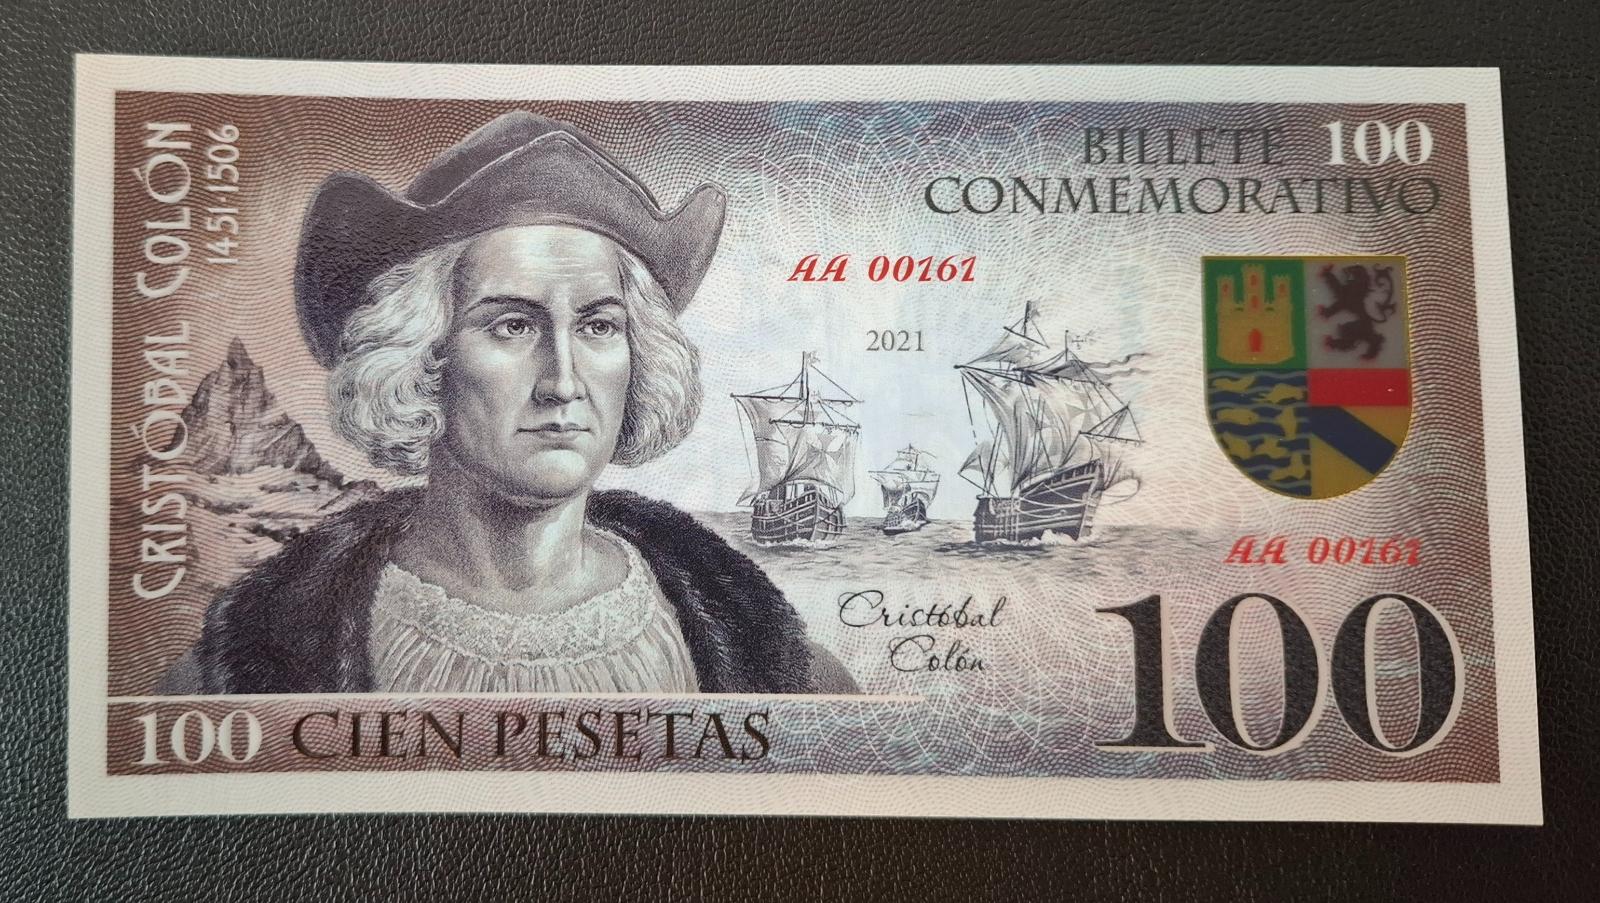 CRISTÓBAL COLÓN
1451·1506
BILLETE 100
CONMEMORATIVO
AA 00161
2021
AA 00161
Cristóbal
Colón
100
100 CIEN PESETAS